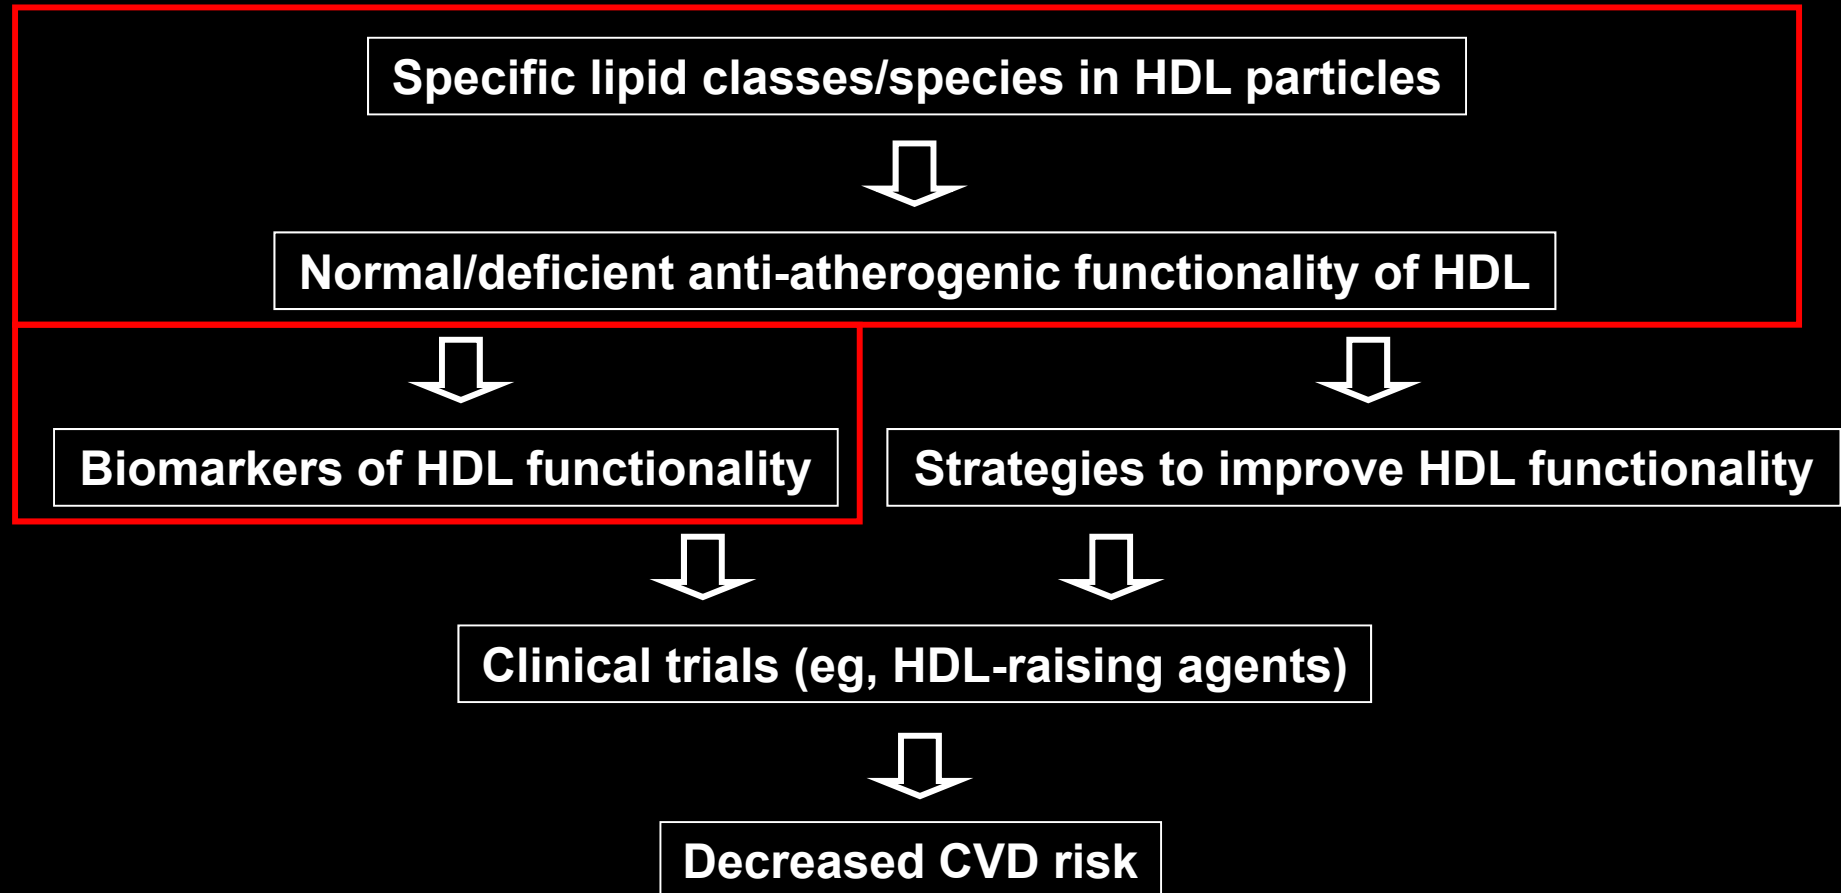 Specific lipid classes/species in HDL particles
Normal/deficient anti-atherogenic functionality of HDL
Biomarkers of HDL functionality
Strategies to improve HDL functionality
Clinical trials (eg, HDL-raising agents)
Decreased CVD risk